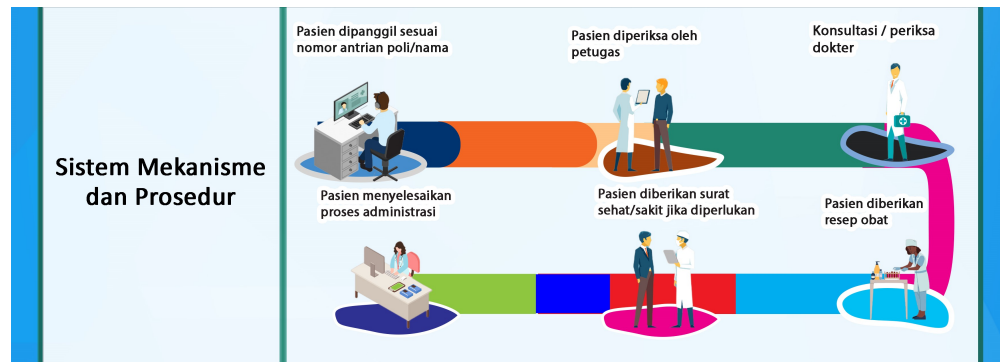 Sistem Mekanisme
dan Prosedur
Pasien dipanggil sesuai
nomor antrian poli/nama
Pasien diperiksa oleh
petugas
Konsultasi / periksa
dokter
Pasien diberikan
resep obat
Pasien diberikan surat
sehat/sakit jika diperlukan
Pasien menyelesaikan
proses administrasi